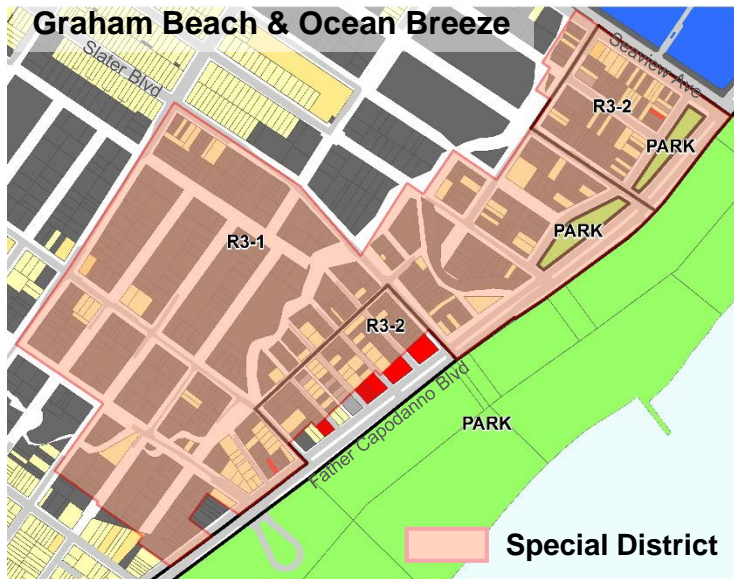 Graham Beach & Ocean Breeze
Slater Blvd
Seaview Ave
R3-2
PARK
PARK
R3-1
R3-2
Father Capodanno Blvd
PARK
Special District